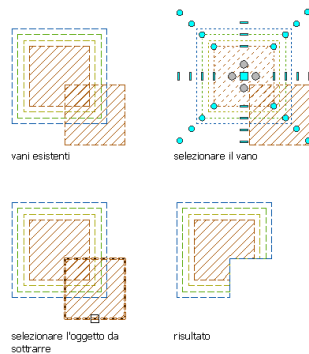 vani esistenti
selezionare il vano
selezionare l'oggetto da
sottrarre
risultato